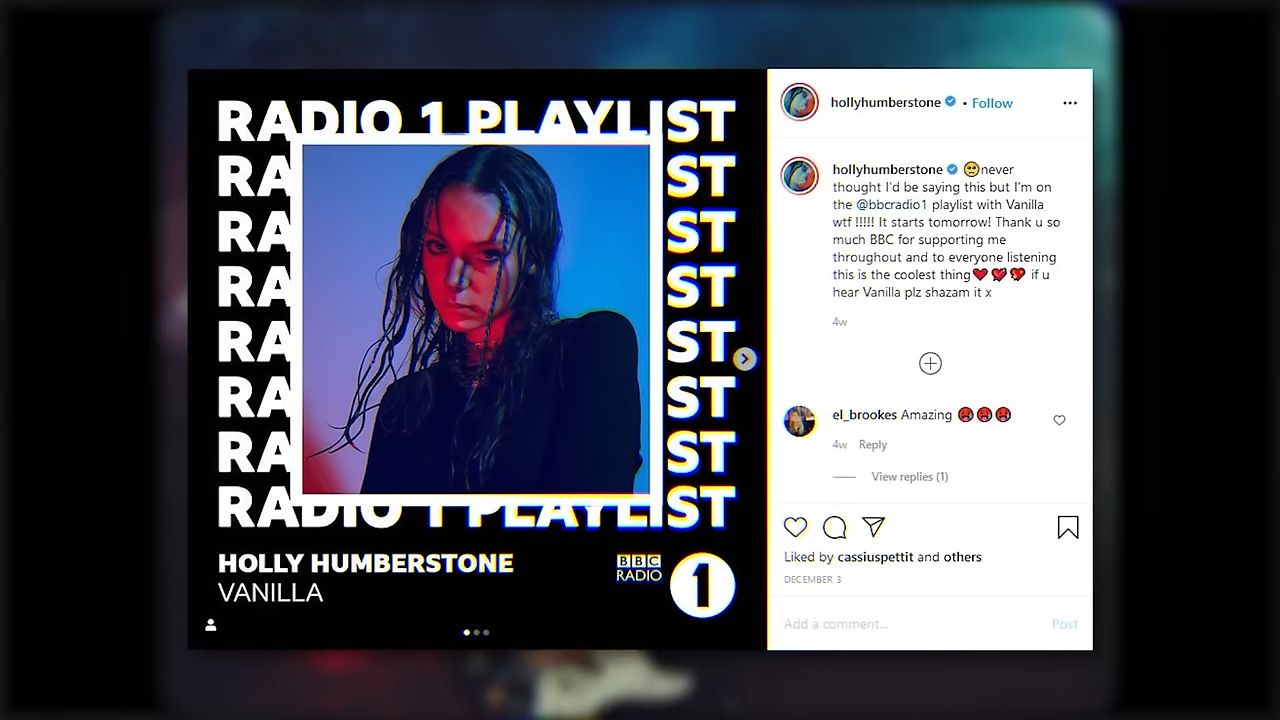 RADIO 1 PLAYLIST
RA ST
RA ST
RA ST
RA ST
RA ST
RA ST
RADIO 1 PLAYLIST
HOLLY HUMBERSTONE
VANILLA
BBC
RADIO
1
hollyhumberstone • Follow
hollyhumberstone 🥺never
thought I'd be saying this but I'm on
the @bbcradio1 playlist with Vanilla
wtf !!!!! It starts tomorrow! Thank u so
much BBC for supporting me
throughout and to everyone listening
this is the coolest thing❤️💘💖 if u
hear Vanilla plz shazam it x
4w
el_brookes Amazing 🥵🥵🥵
4w Reply
View replies (1)
Liked by cassiuspettit and others
DECEMBER 3
Add a comment...
Post